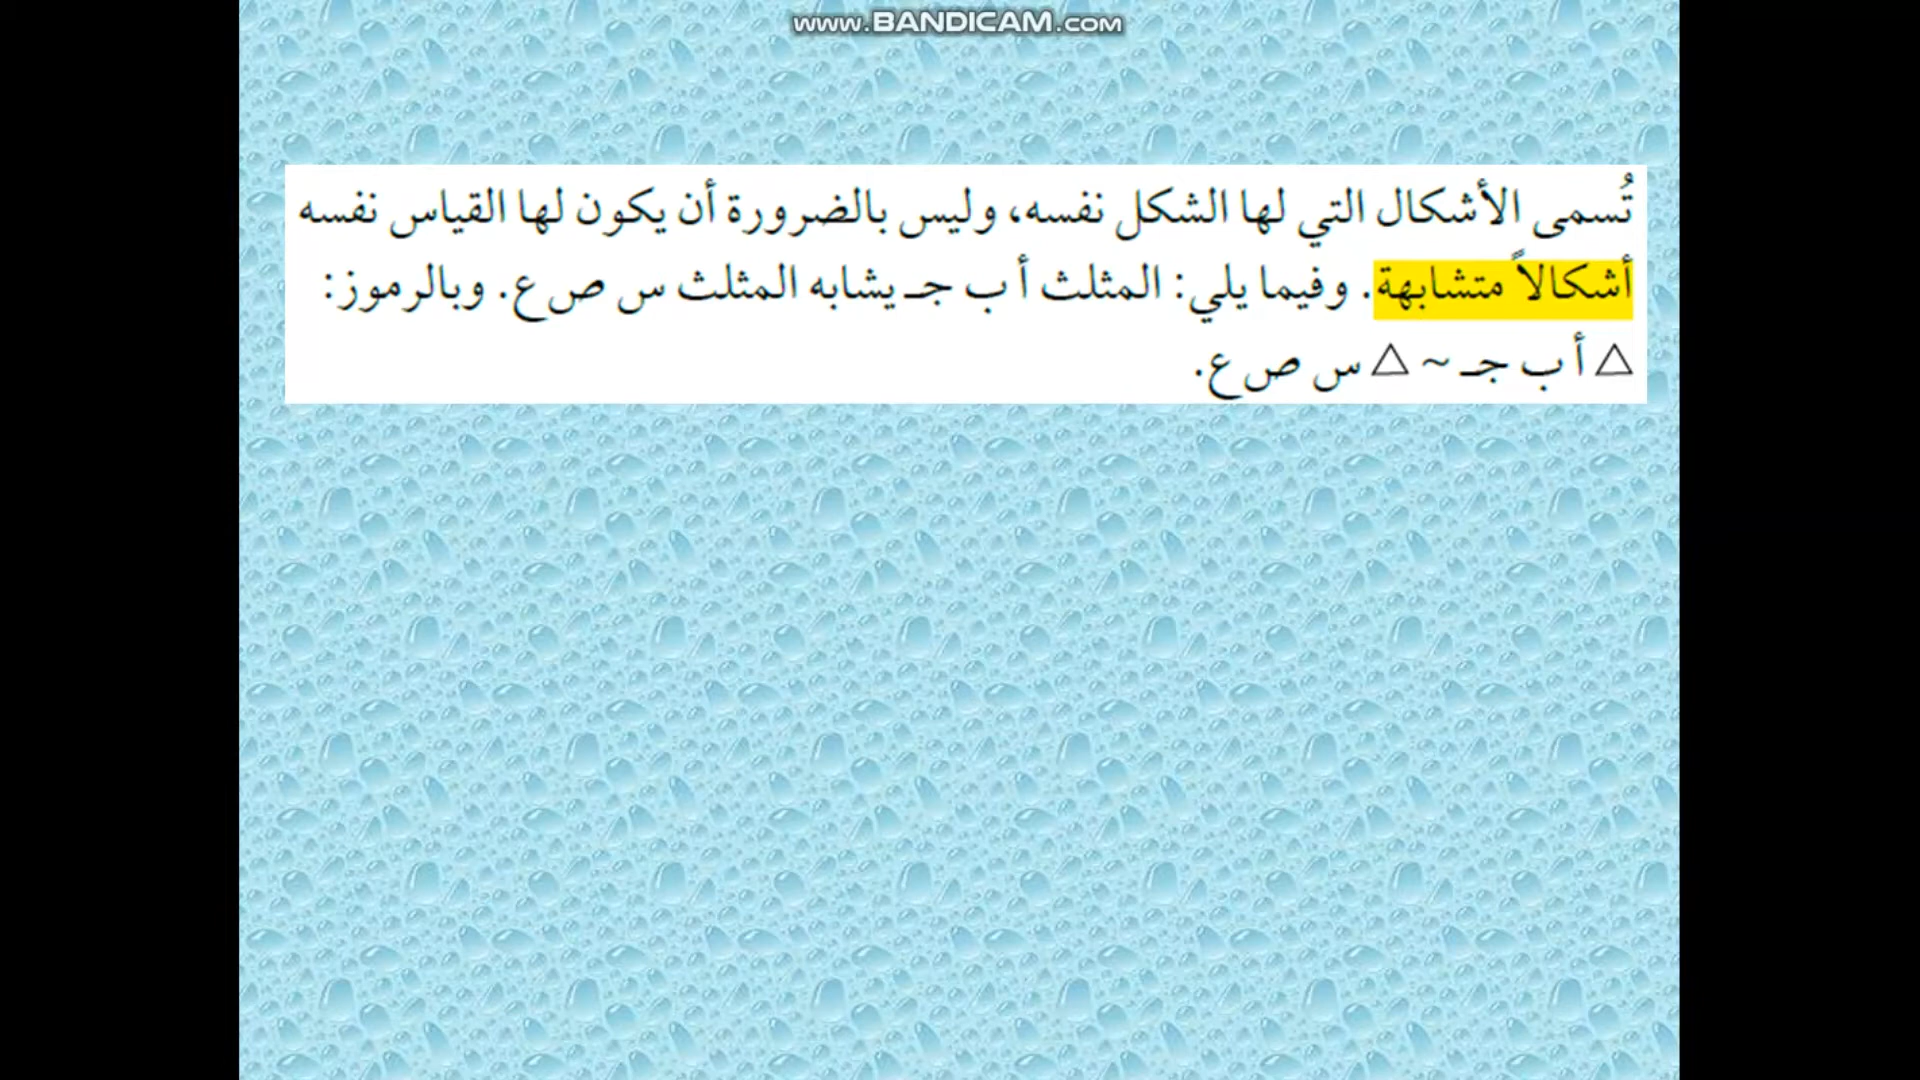 www.BANDICAM.com
تُسمى الأشكال التي لها الشكل نفسه، وليس بالضرورة أن يكون لها القياس نفسه
أشكالاً متشابهة. وفيما يلي: المثلث أ ب جـ يشابه المثلث س ص ع. وبالرموز:
△ أ ب جـ ~ △ س ص ع.